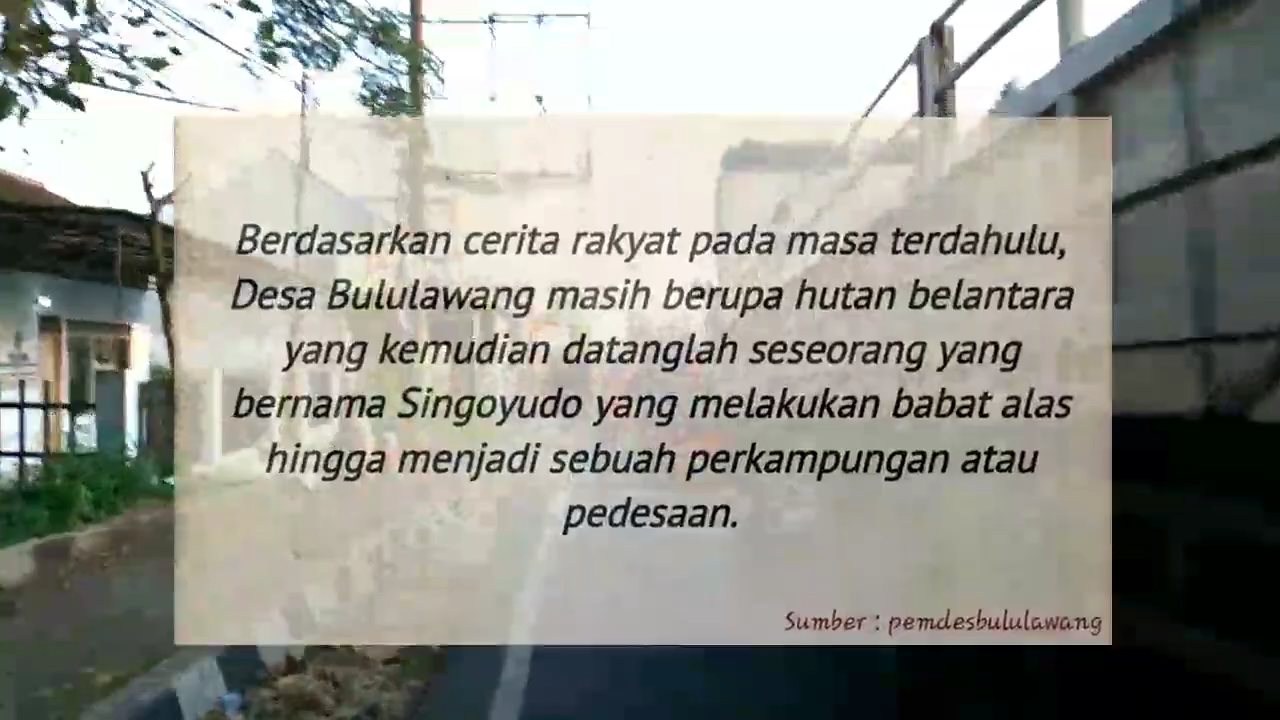 Berdasarkan cerita rakyat pada masa terdahulu,
Desa Bululawang masih berupa hutan belantara
yang kemudian datanglah seseorang yang
bernama Singoyudo yang melakukan babat alas
hingga menjadi sebuah perkampungan atau
pedesaan.
Sumber : pemdesbululawang